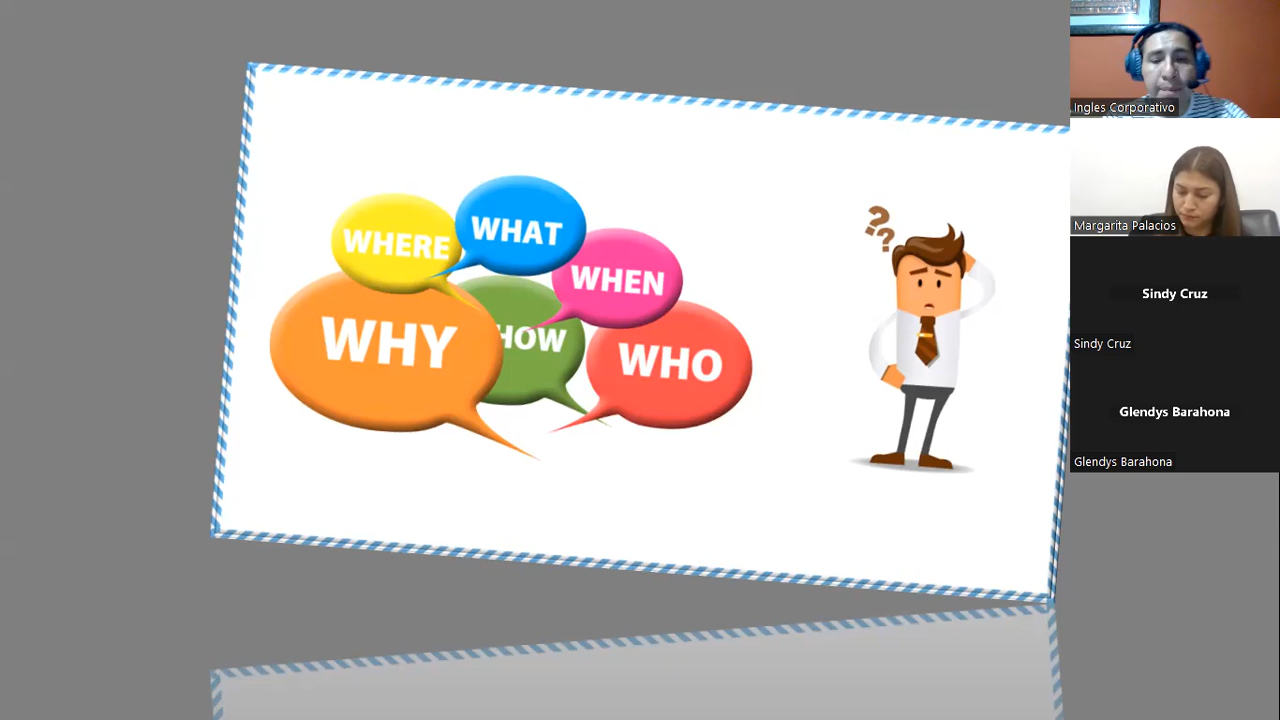 WHERE
WHAT
WHEN
WHY
HOW
WHO
??
Ingles Corporativo
Margarita Palacios
Sindy Cruz
Sindy Cruz
Glendys Barahona
Glendys Barahona